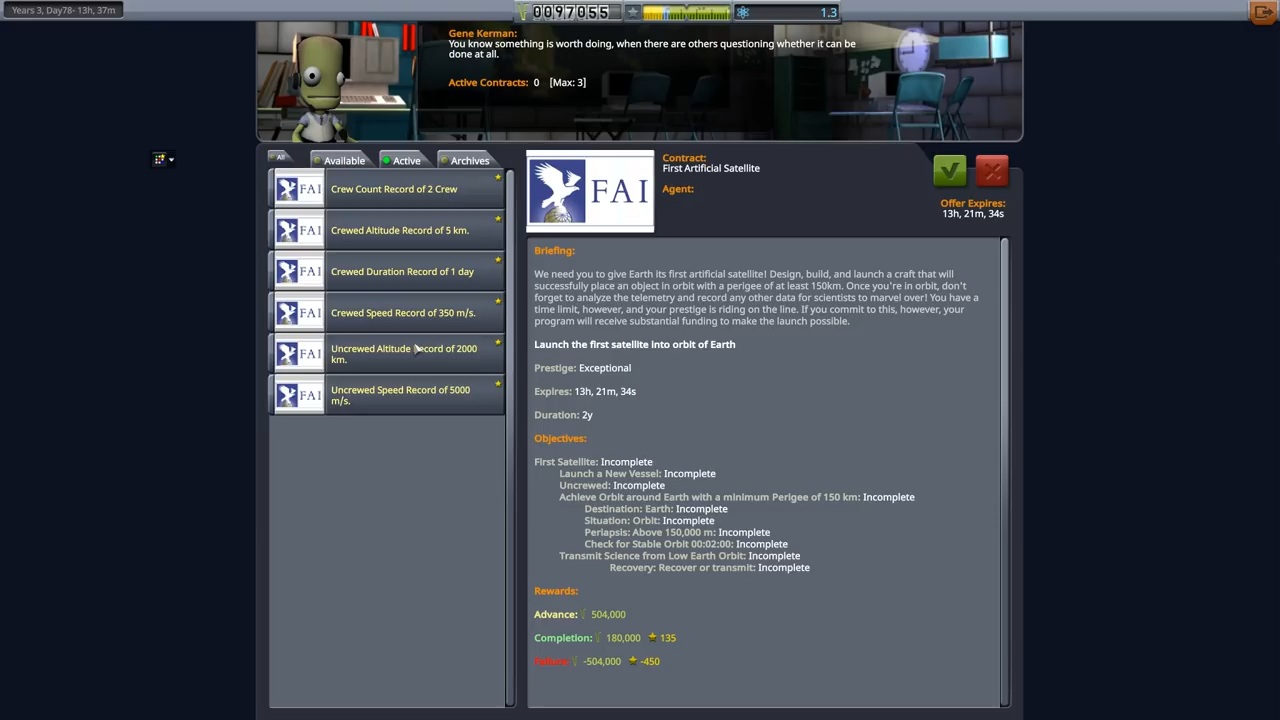 Years 3, Day78- 13h, 37m
0097055
1.3
Gene Kerman:
You know something is worth doing, when there are others questioning whether it can be
done at all.
Active Contracts: 0 [Max: 3]
All
Available
Active
Archives
FAI
Crew Count Record of 2 Crew
FAI
Crewed Altitude Record of 5 km.
FAI
Crewed Duration Record of 1 day
FAI
Crewed Speed Record of 350 m/s.
FAI
Uncrewed Altitude Record of 2000
km.
FAI
Uncrewed Speed Record of 5000
m/s.
FAI
Contract:
First Artificial Satellite
Agent:
Offer Expires:
13h, 21m, 34s
Briefing:
We need you to give Earth its first artificial satellite! Design, build, and launch a craft that will
successfully place an object in orbit with a perigee of at least 150km. Once you're in orbit, don't
forget to analyze the telemetry and record any other data for scientists to marvel over! You have a
time limit, however, and your prestige is riding on the line. If you commit to this, however, your
program will receive substantial funding to make the launch possible.
Launch the first satellite into orbit of Earth
Prestige: Exceptional
Expires: 13h, 21m, 34s
Duration: 2y
Objectives:
First Satellite: Incomplete
Launch a New Vessel: Incomplete
Uncrewed: Incomplete
Achieve Orbit around Earth with a minimum Perigee of 150 km: Incomplete
Destination: Earth: Incomplete
Situation: Orbit: Incomplete
Periapsis: Above 150,000 m: Incomplete
Check for Stable Orbit 00:02:00: Incomplete
Transmit Science from Low Earth Orbit: Incomplete
Recovery: Recover or transmit: Incomplete
Rewards:
Advance: 504,000
Completion: 180,000 135
Failure: -504,000 -450